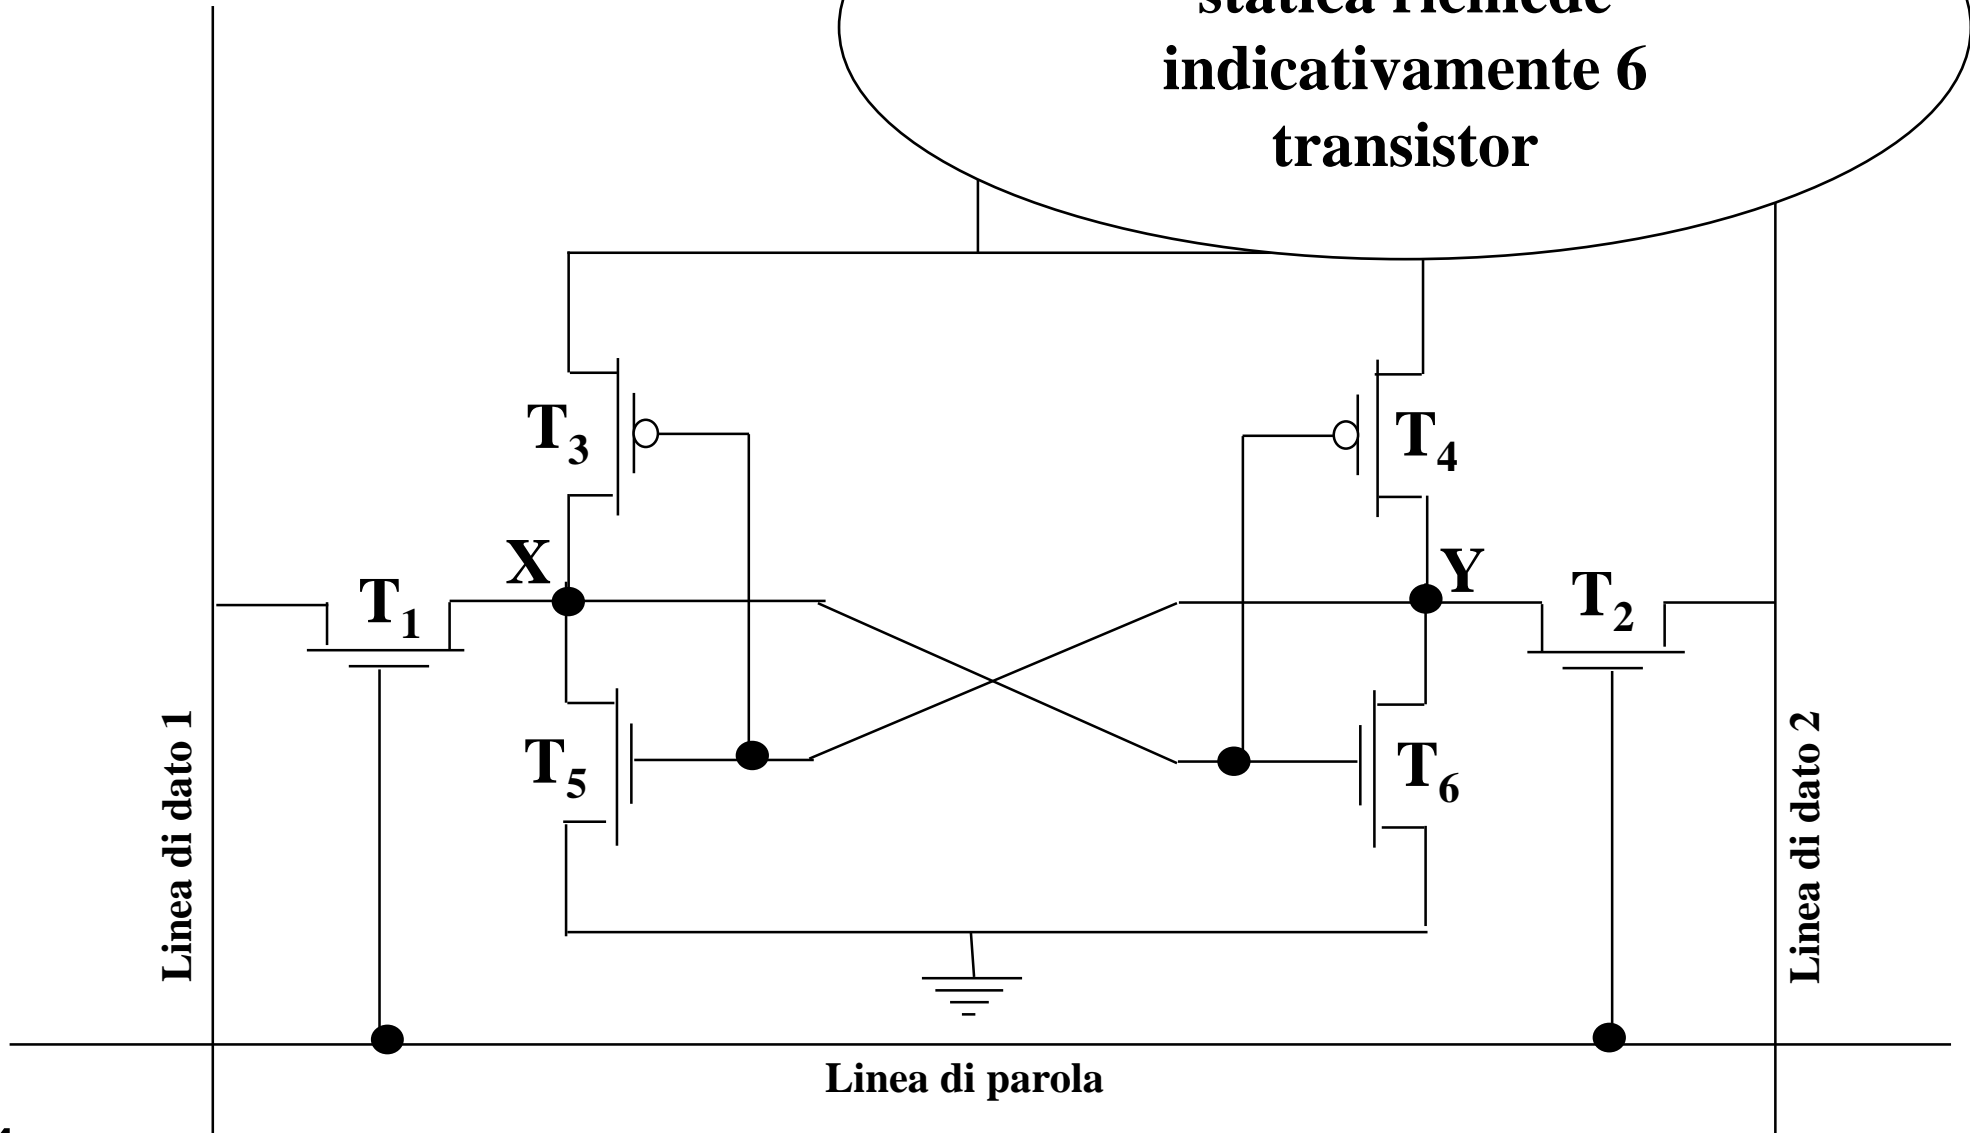 indicativamente 6
transistor
T3
T4
X
Y
T1
T2
T5
T6
Linea di dato 1
Linea di dato 2
Linea di parola